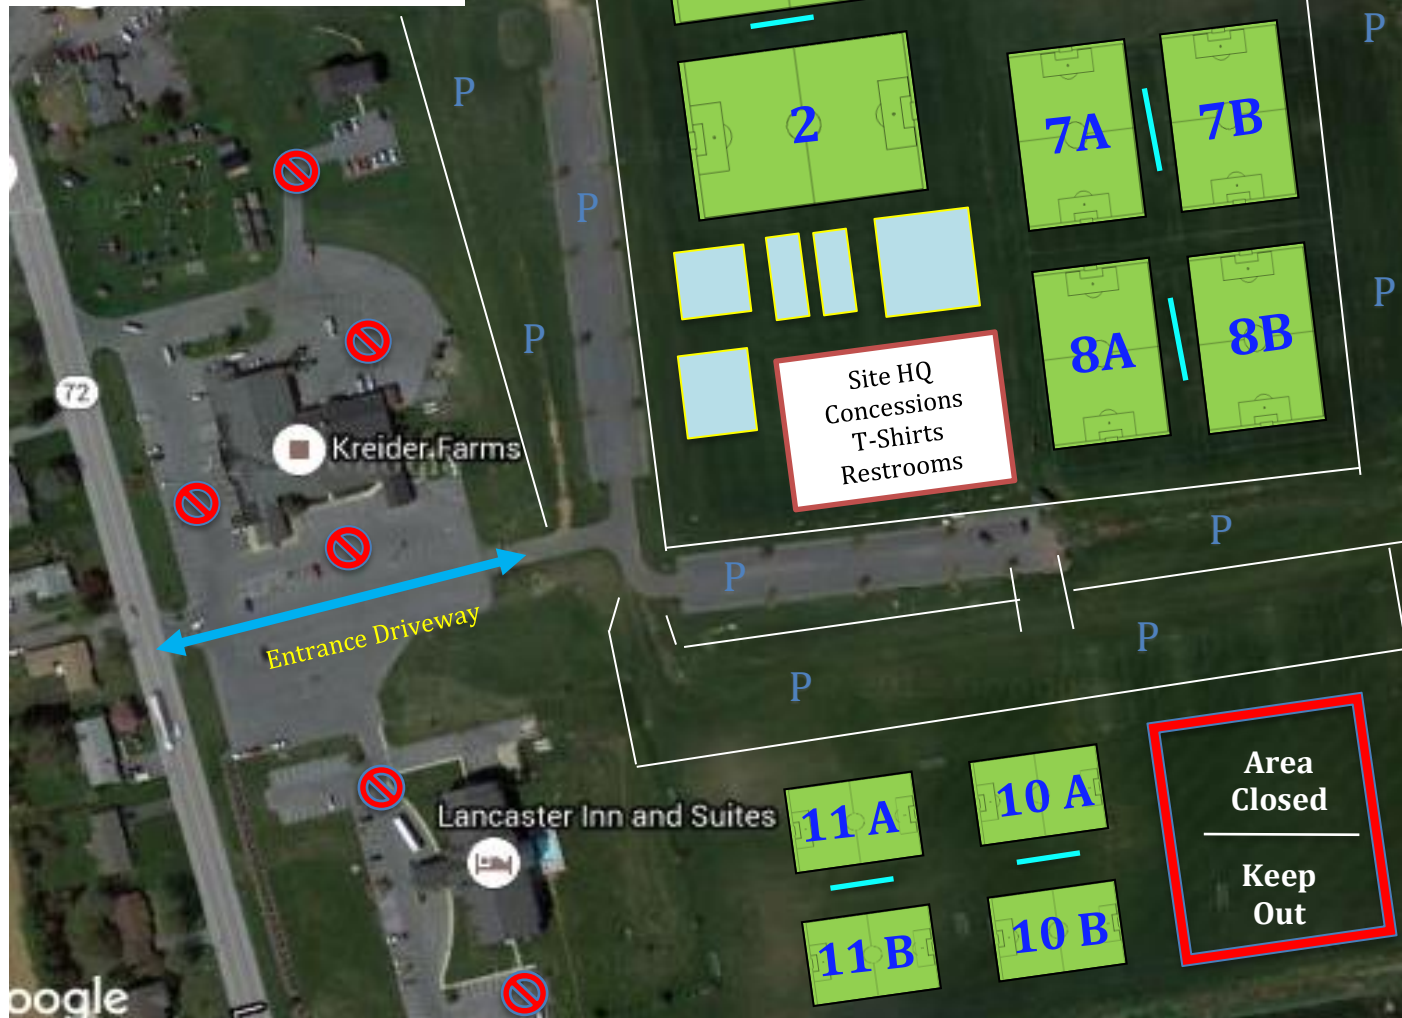 P
P
2
7A
7B
P
P
P
8A
8B
Site HQ
Concessions
T-Shirts
Restrooms
72
Kreider Farms
P
P
P
P
Entrance Driveway
P
Area
Closed
Keep
Out
11 A
10 A
Lancaster Inn and Suites
11 B
10 B
oogle